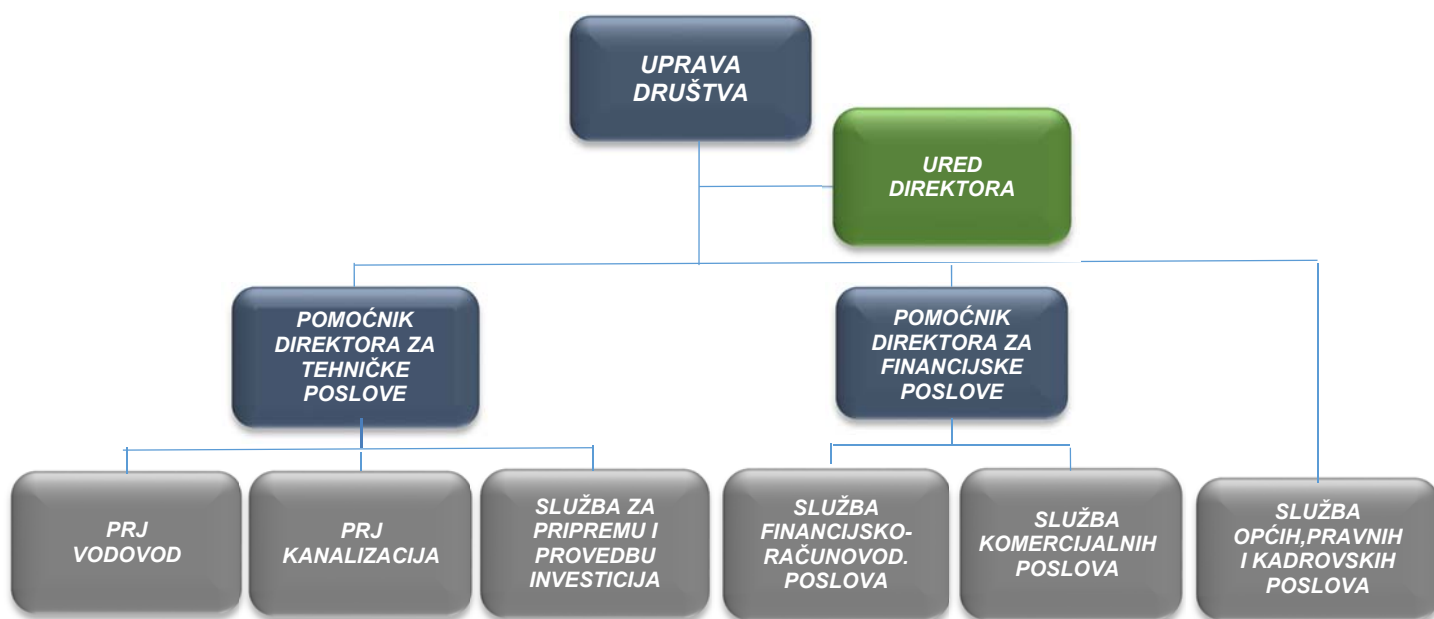 UPRAVA
DRUŠTVA
URED
DIREKTORA
POMOĆNIK
DIREKTORA ZA
TEHNIČKE
POSLOVE
POMOĆNIK
DIREKTORA ZA
FINANCIJSKE
POSLOVE
PRJ
VODOVOD
PRJ
KANALIZACIJA
SLUŽBA ZA
PRIPREMU I
PROVEDBU
INVESTICIJA
SLUŽBA
FINANCIJSKO-
RAČUNOVOD.
POSLOVA
SLUŽBA
KOMERCIJALNIH
POSLOVA
SLUŽBA
OPĆIH,PRAVNIH
I KADROVSKIH
POSLOVA